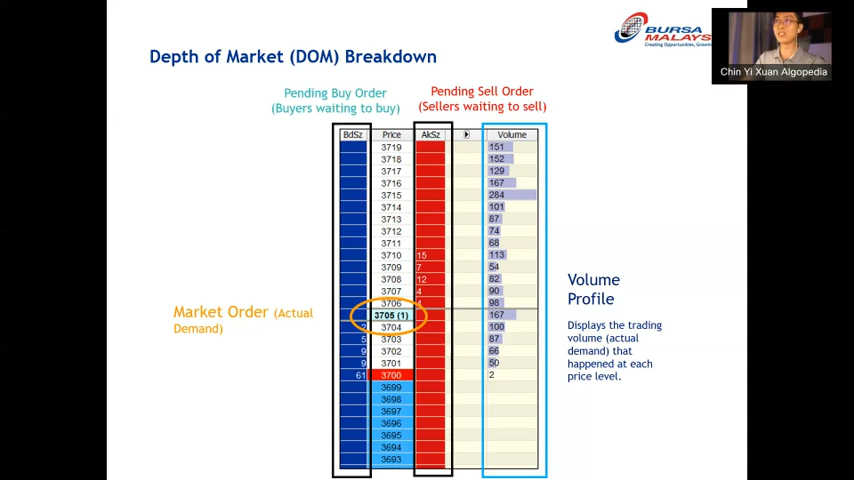 BURSA
MALAYS
Creating Opportunities, Growing
Chin Yi Xuan Algopedia
Depth of Market (DOM) Breakdown
Pending Buy Order
(Buyers waiting to buy)
Pending Sell Order
(Sellers waiting to sell)
BdSz Price AkSz Volume
3719 151
3718 152
3717 129
3716 167
3715 284
3714 101
3713 87
3712 74
3711 68
3710 15 113
3709 7 54
3708 12 82
3707 4 90
3706 4 98
3705 (1) 167
2 3704 100
5 3703 87
9 3702 66
9 3701 50
61 3700 2
3699
3698
3697
3696
3695
3694
3693
Market Order (Actual
Demand)
Volume
Profile
Displays the trading
volume (actual
demand) that
happened at each
price level.